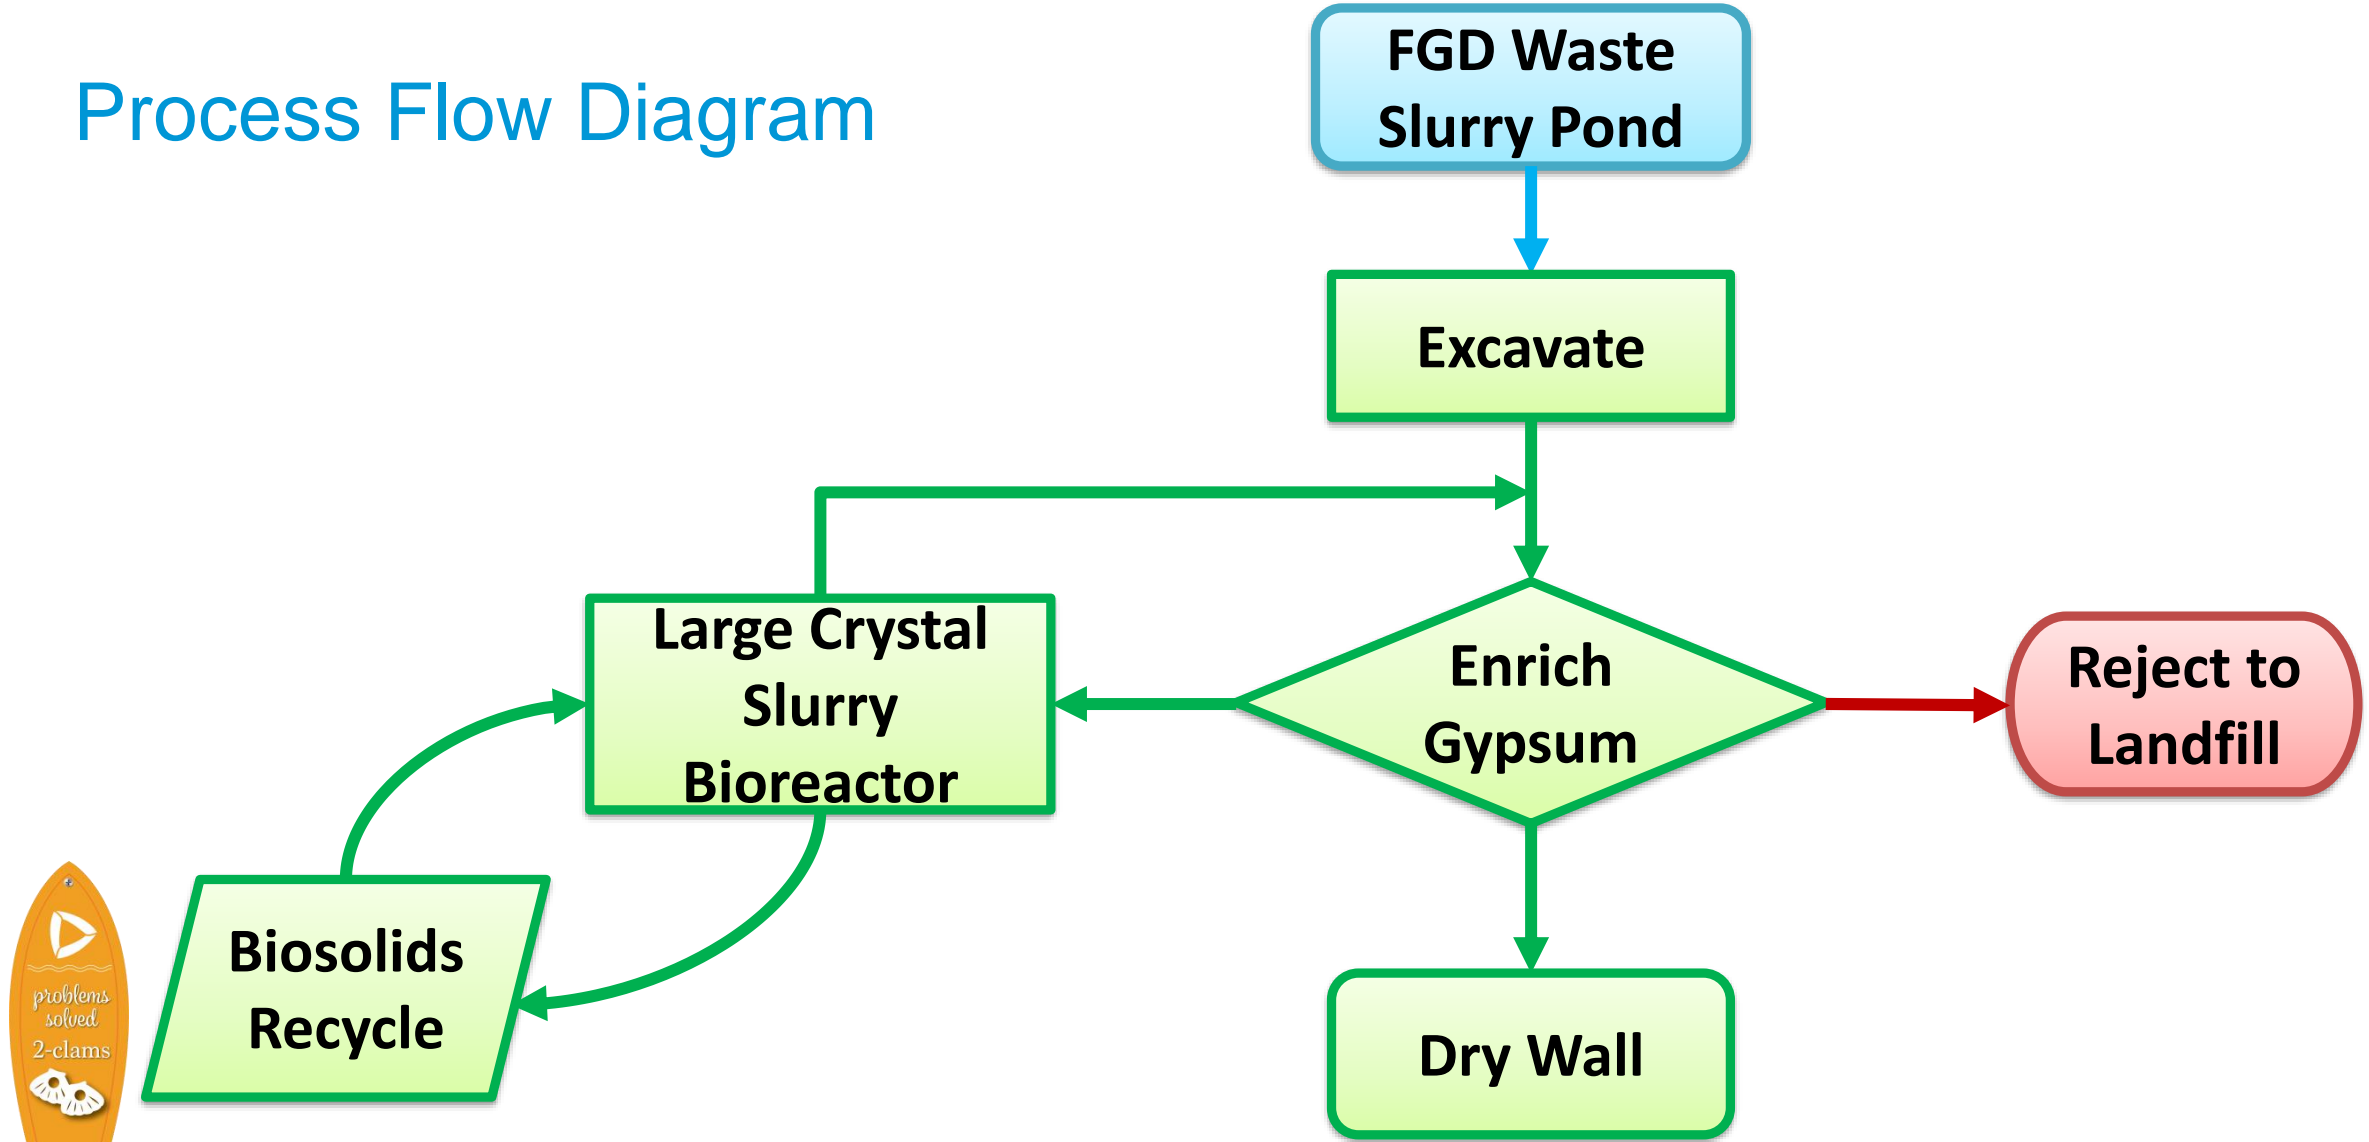 Process Flow Diagram
FGD Waste
Slurry Pond
Excavate
Large Crystal
Slurry
Bioreactor
Enrich
Gypsum
Reject to
Landfill
Biosolids
Recycle
Dry Wall
problems
solved
2-clams